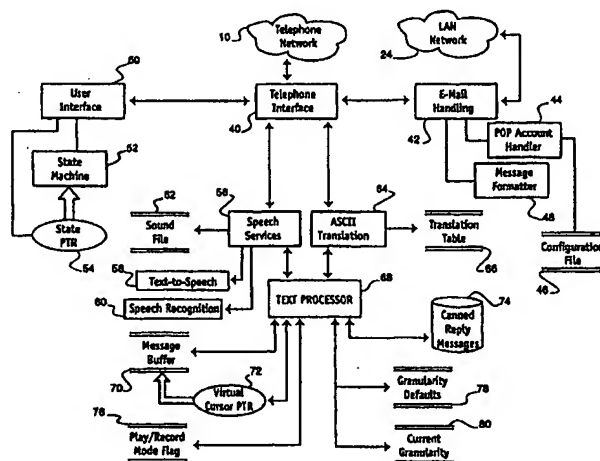 10
Telephone
Network
24
LAN
Network
50
User
Interface
Telephone
Interface
40
E-Mail
Handling
42
44
POP Account
Handler
State
Machine
52
Message
Formatter
48
State
PTR
54
62
Sound
File
56
Speech
Services
ASCII
Translation
64
Translation
Table
66
Configuration
File
46
58
Text-to-Speech
60
Speech Recognition
TEXT PROCESSOR
68
74
Canned
Reply
Messages
Message
Buffer
70
72
Virtual
Cursor PTR
Granularity
Defaults
78
76
Play/Record
Mode Flag
80
Current
Granularity